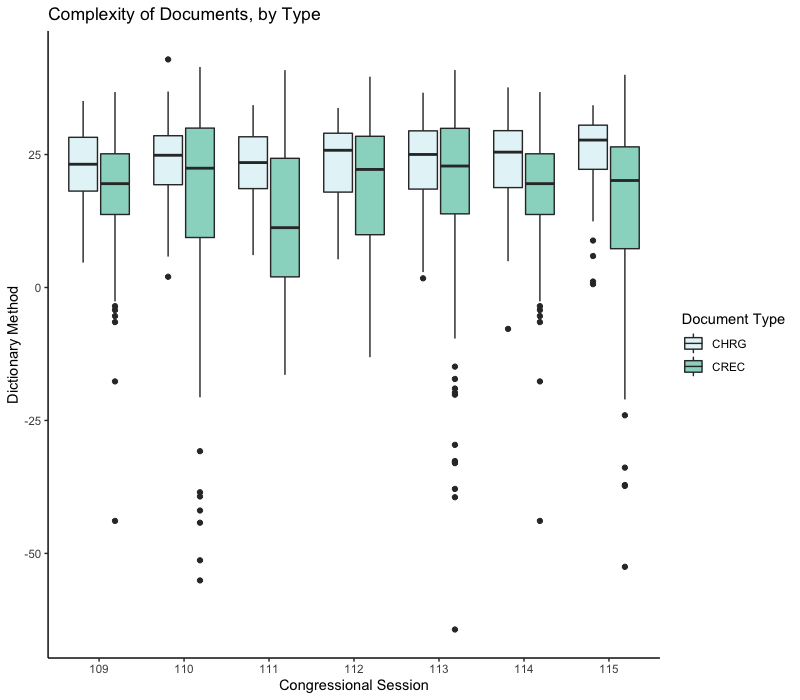 Complexity of Documents, by Type
Dictionary Method
25
0
-25
-50
109 110 111 112 113 114 115
Congressional Session
Document Type
CHRG
CREC